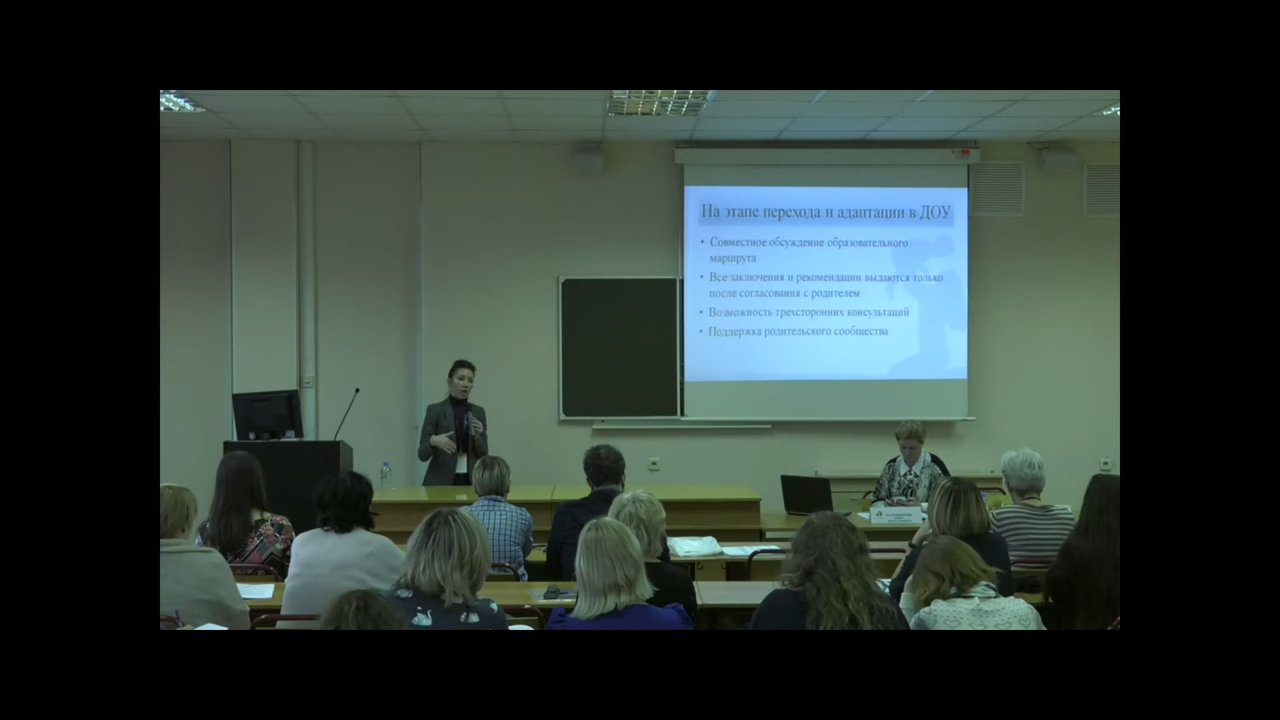 На этапе перехода и адаптации в ДОУ
• Совместное обсуждение образовательного
маршрута
• Все заключения и рекомендации выдаются только
после согласования с родителем
• Возможность трехсторонних консультаций
• Поддержка родительского сообщества